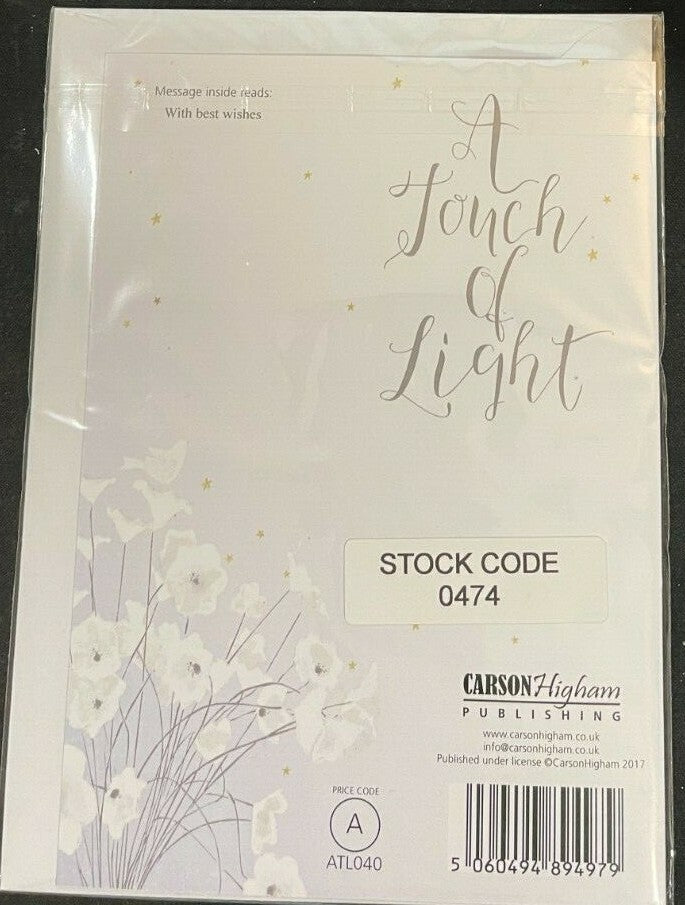 Message inside reads:
With best wishes
A
Touch
of
Light
STOCK CODE
0474
CARSONHigham
PUBLISHING
www.carsonhigham.co.uk
info@carsonhigham.co.uk
Published under license ©CarsonHigham 2017
PRICE CODE
A
ATL040
5 060494 894979